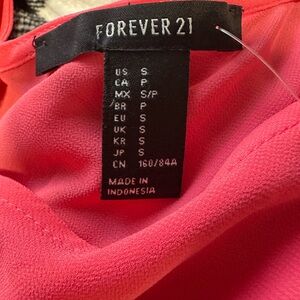 FOREVER 21
US S
CA P
MX S/P
BR P
EU S
UK S
KR S
JP S
CN 160/84A
MADE IN
INDONESIA